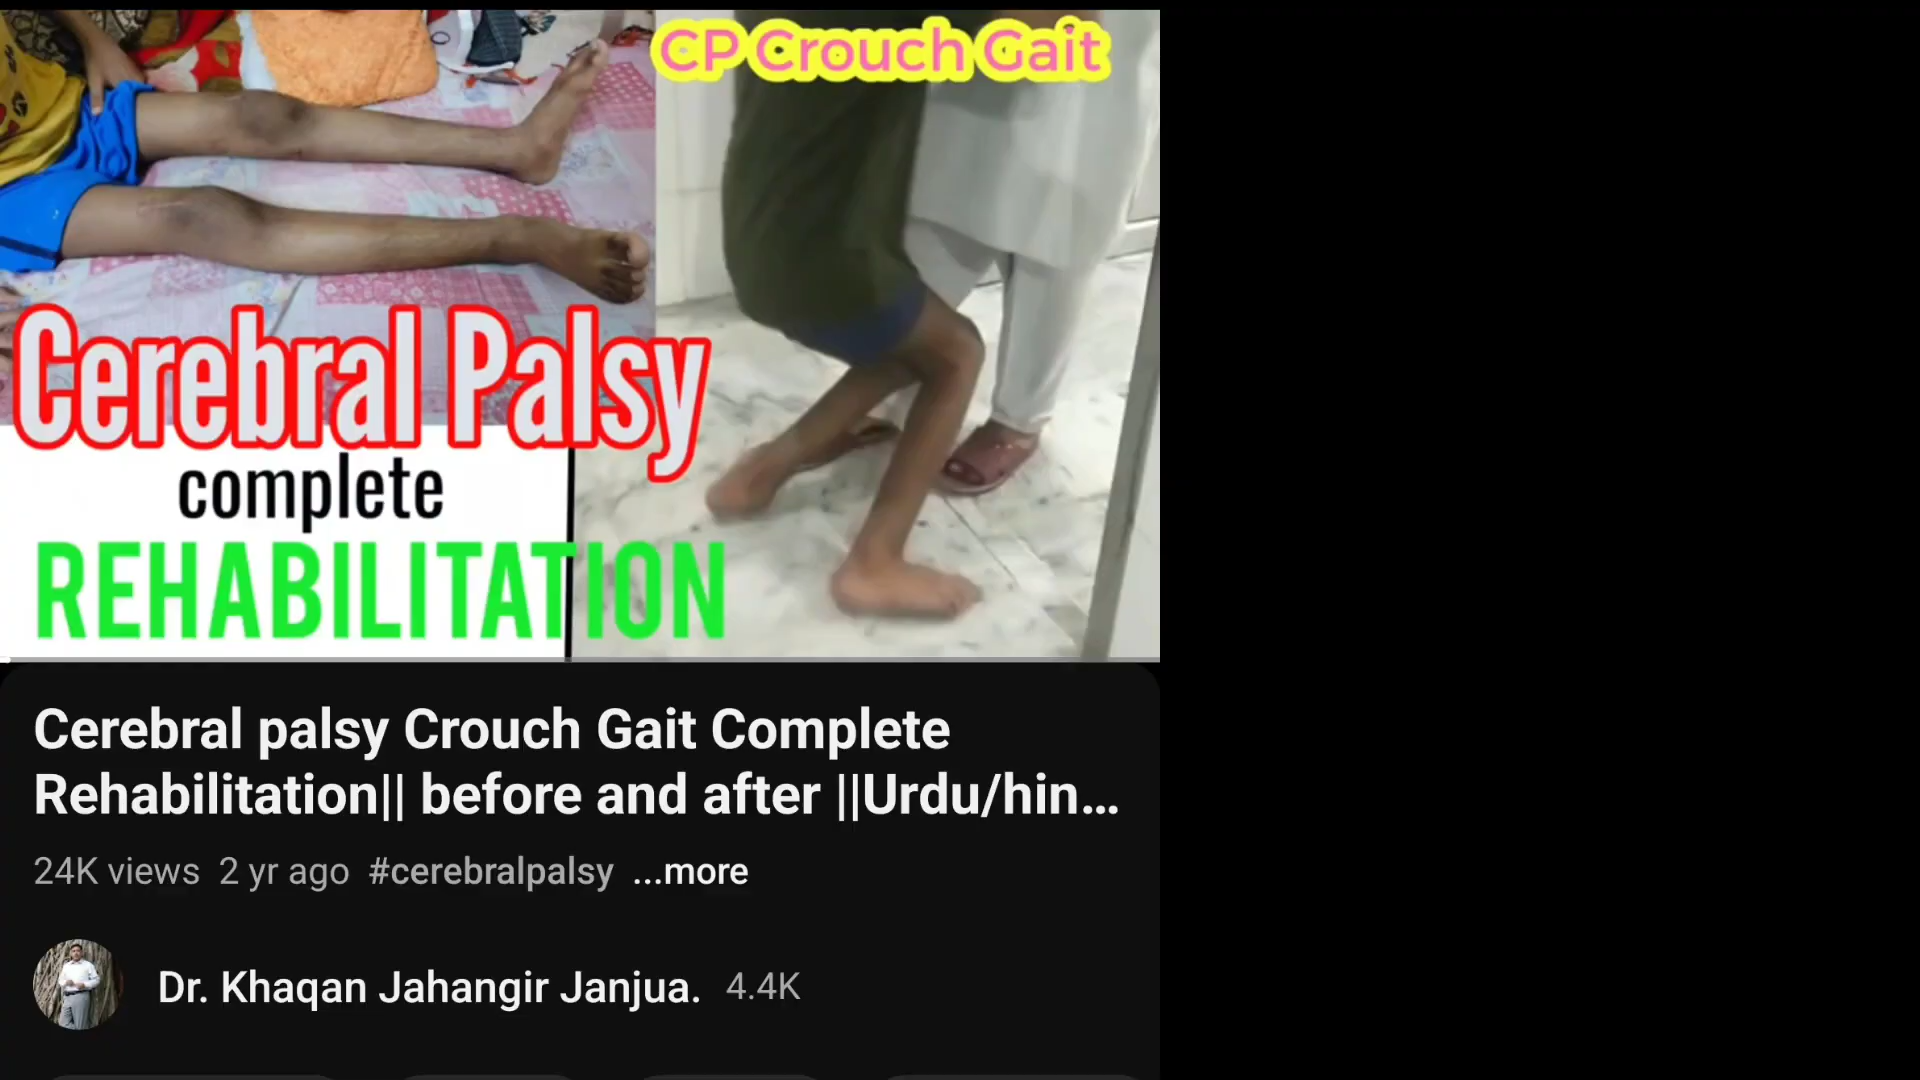 CP Crouch Gait
Cerebral Palsy
complete
REHABILITATION
Cerebral palsy Crouch Gait Complete
Rehabilitation|| before and after ||Urdu/hin...
24K views 2 yr ago #cerebralpalsy ...more
Dr. Khaqan Jahangir Janjua. 4.4K